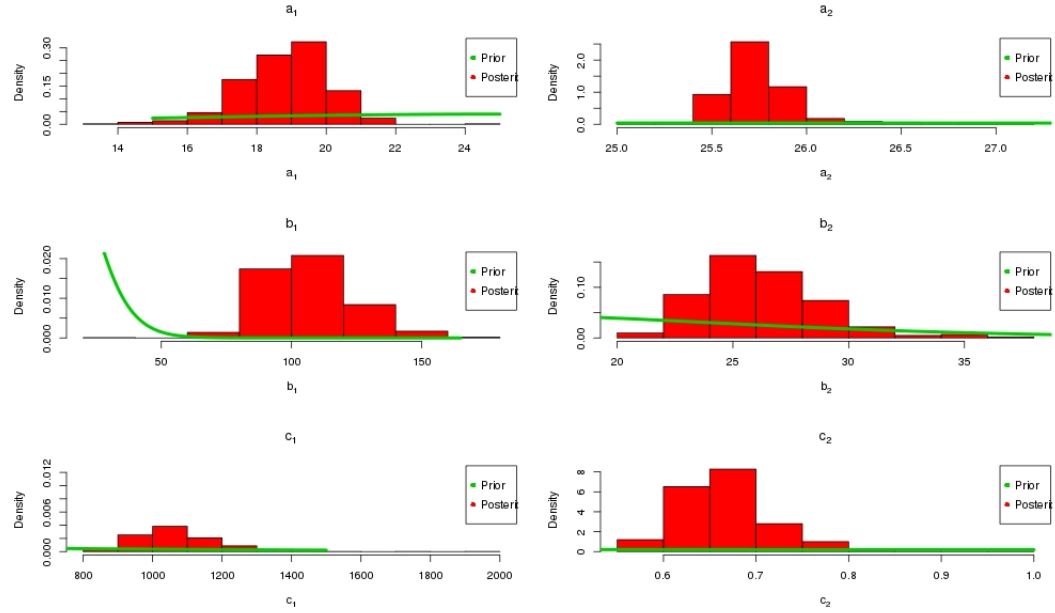 a1
Density
0.00 0.15 0.30
Prior
Posteri
14 16 18 20 22 24
a1
a2
Density
0.0 1.0 2.0
Prior
Posteri
25.0 25.5 26.0 26.5 27.0
a2
b1
Density
0.000 0.010 0.020
Prior
Posteri
50 100 150
b1
b2
Density
0.00 0.10
Prior
Posteri
20 25 30 35
b2
c1
Density
0.000 0.006 0.012
Prior
Posteri
800 1000 1200 1400 1600 1800 2000
c1
c2
Density
0 2 4 6 8
Prior
Posteri
0.6 0.7 0.8 0.9 1.0
c2